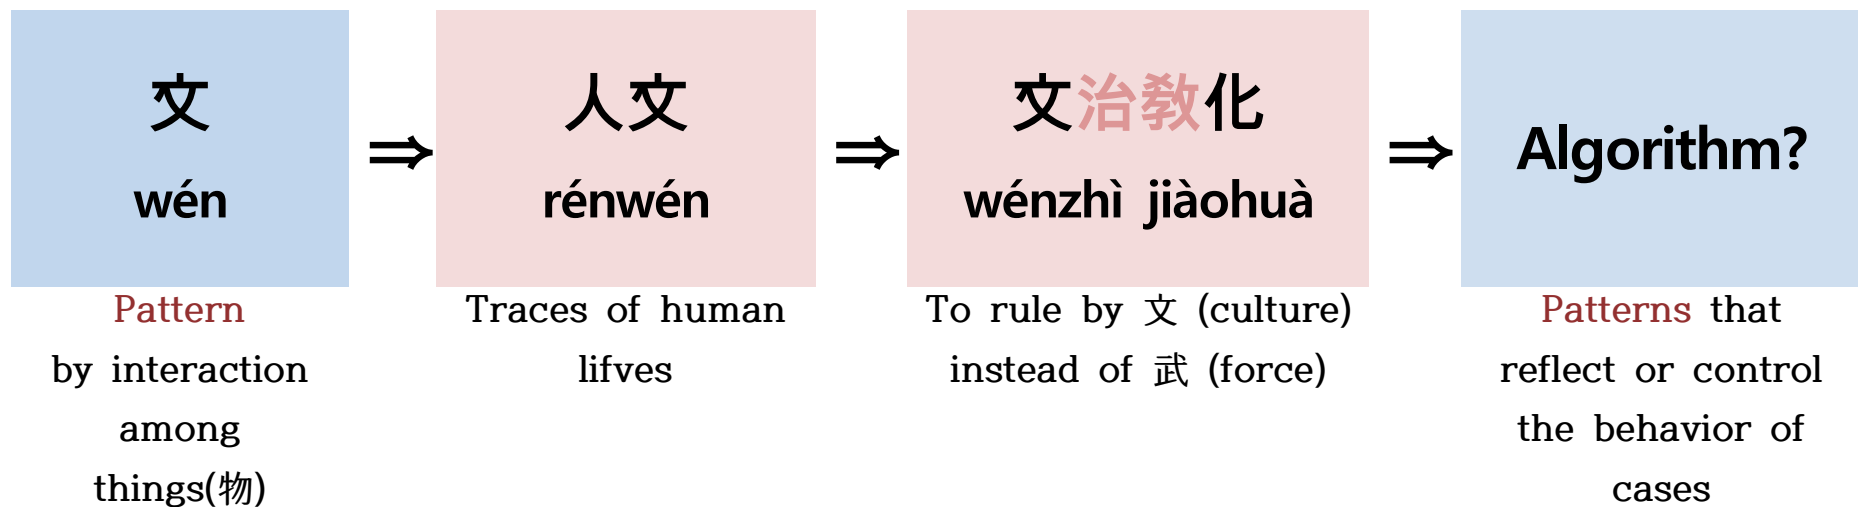 文
wén
Pattern
by interaction
among
things(物)
⇒
人文
rénwén
Traces of human
lifves
⇒
文治敎化
wénzhì jiàohuà
To rule by 文 (culture)
instead of 武 (force)
⇒
Algorithm?
Patterns that
reflect or control
the behavior of
cases